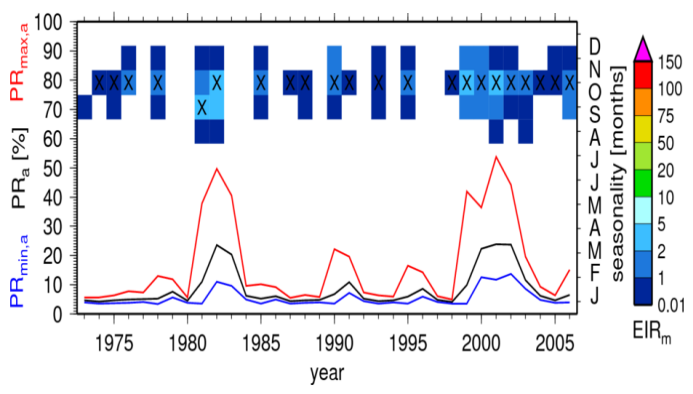 PRmin,a PRa [%] PRmax,a
100
90
80
70
60
50
40
30
20
10
0
X X X X X X X X X X X X X X X X X X X X X
X
1975 1980 1985 1990 1995 2000 2005
year
D
N
O
S
A
J
J
M
A
M
F
J
seasonality [months]
150
100
75
50
20
10
5
2
1
0.01
EIRm